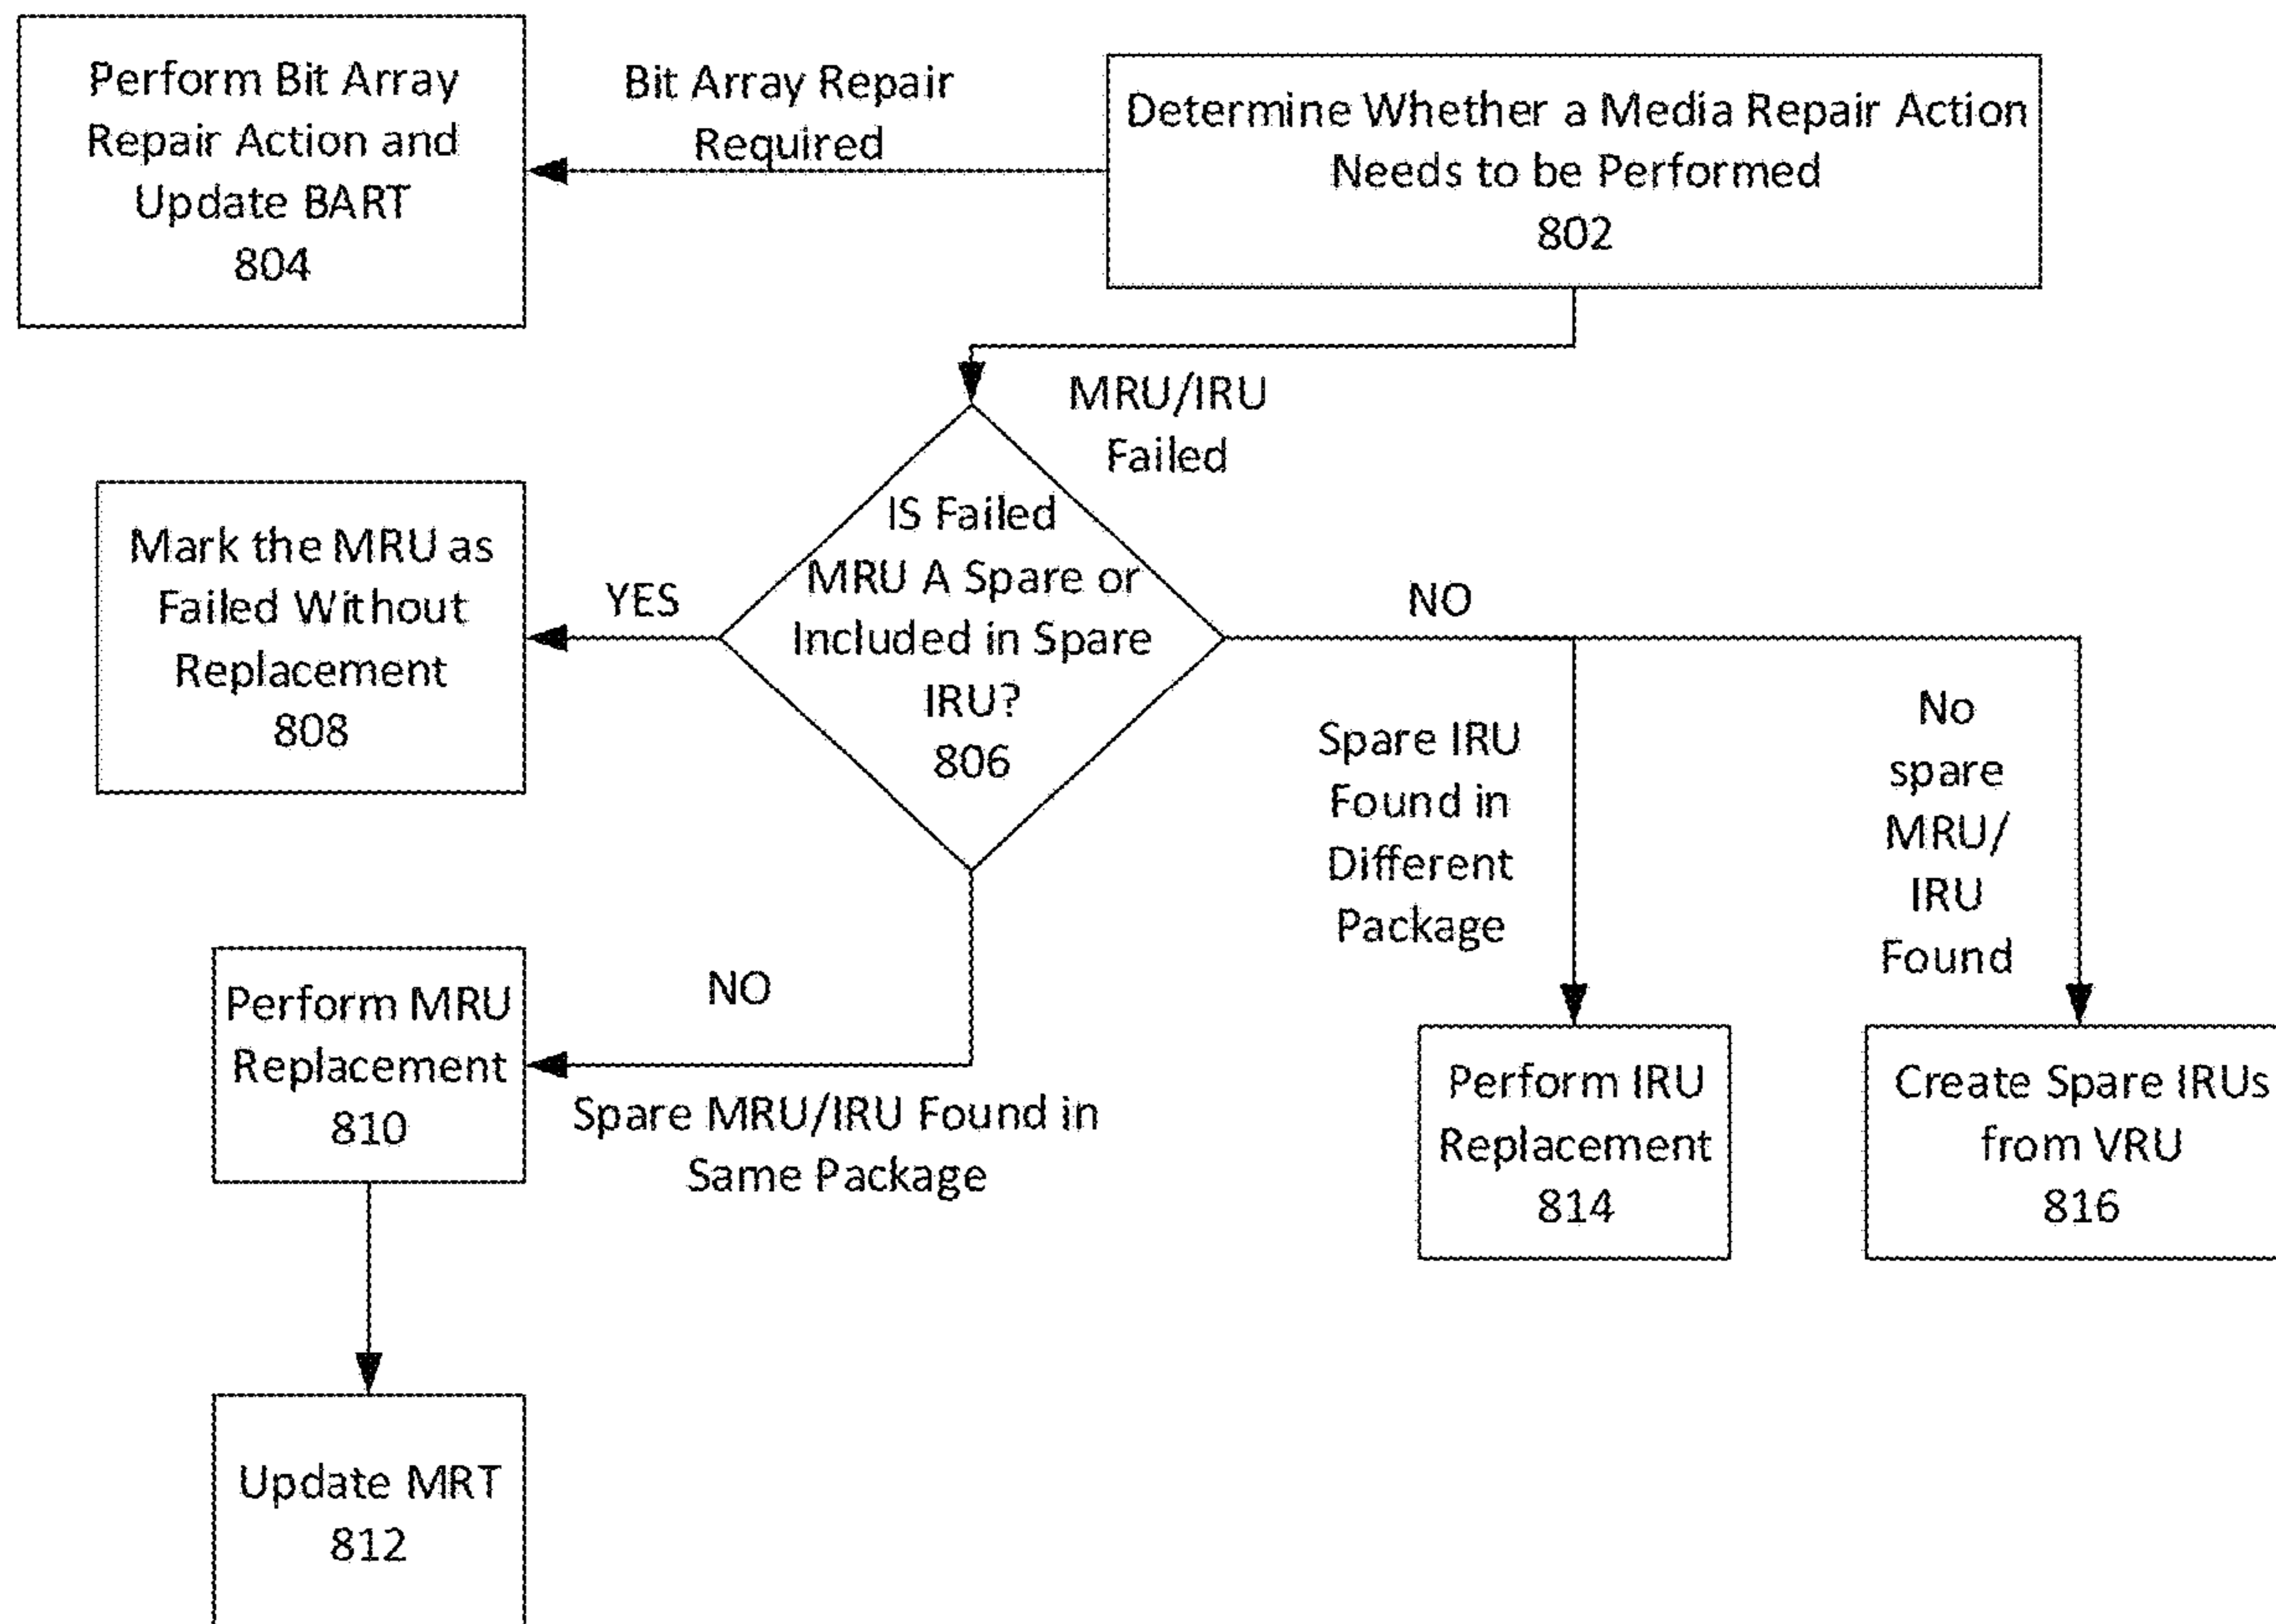 Perform Bit Array
Repair Action and
Update BART
804
Bit Array Repair
Required
Determine Whether a Media Repair Action
Needs to be Performed
802
MRU/IRU
Failed
IS Failed
MRU A Spare or
Included in Spare
IRU?
806
YES
Mark the MRU as
Failed Without
Replacement
808
NO
Spare IRU
Found in
Different
Package
No
spare
MRU/
IRU
Found
NO
Perform MRU
Replacement
810
Spare MRU/IRU Found in
Same Package
Perform IRU
Replacement
814
Create Spare IRUs
from VRU
816
Update MRT
812